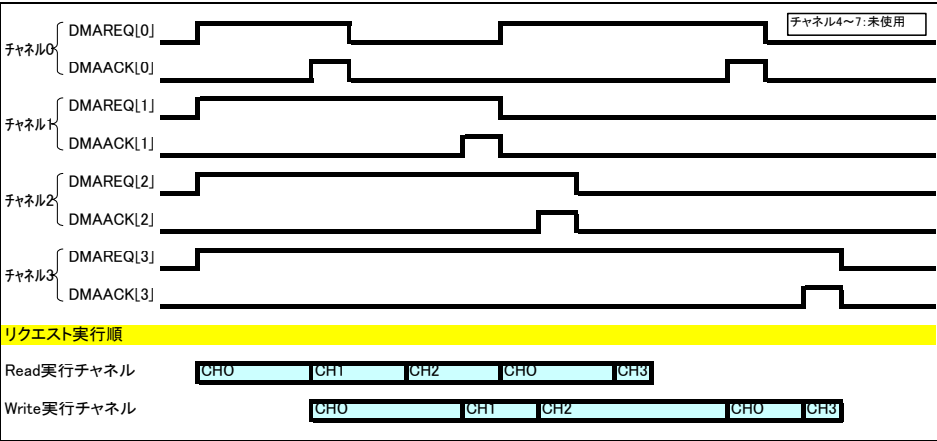 チャネル4～7:未使用
チャネル0
DMAREQ[0]
DMAACK[0]
チャネル1
DMAREQ[1]
DMAACK[1]
チャネル2
DMAREQ[2]
DMAACK[2]
チャネル3
DMAREQ[3]
DMAACK[3]
リクエスト実行順
Read実行チャネル CH0 CH1 CH2 CH0 CH3
Write実行チャネル CH0 CH1 CH2 CH0 CH3